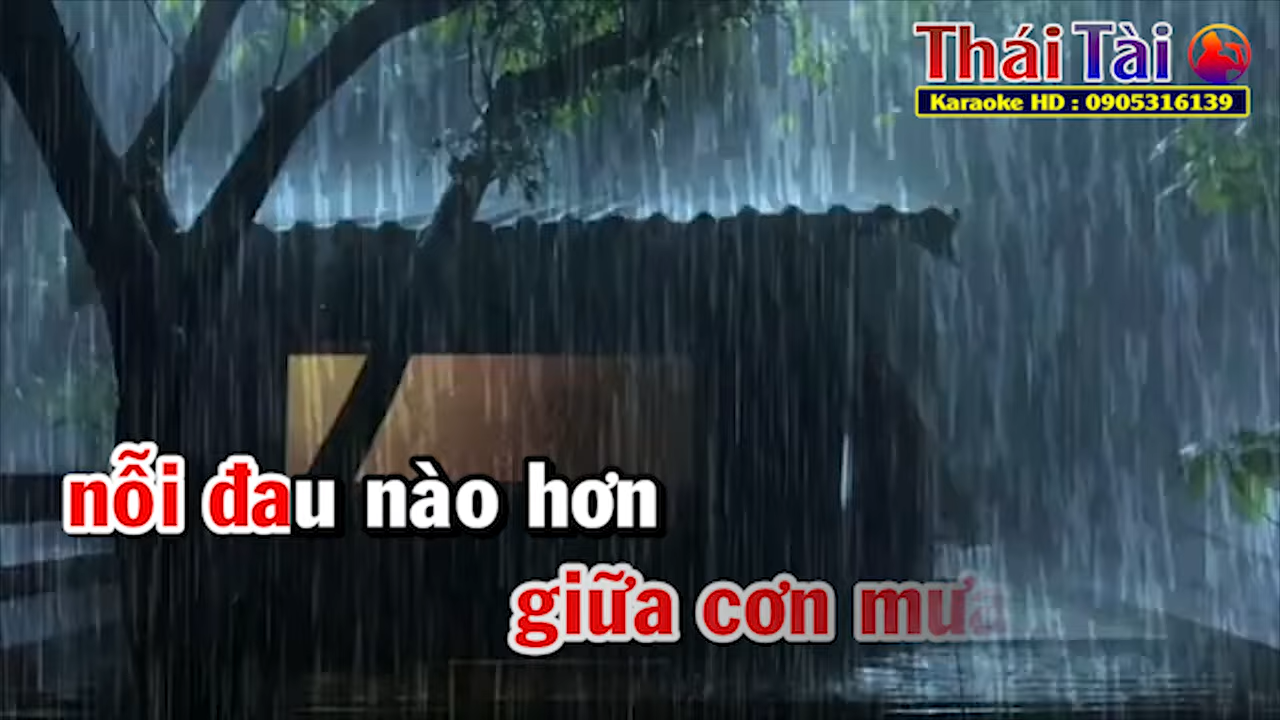 Thái Tài
Karaoke HD : 0905316139
nỗi đau nào hơn
giữa cơn mưa